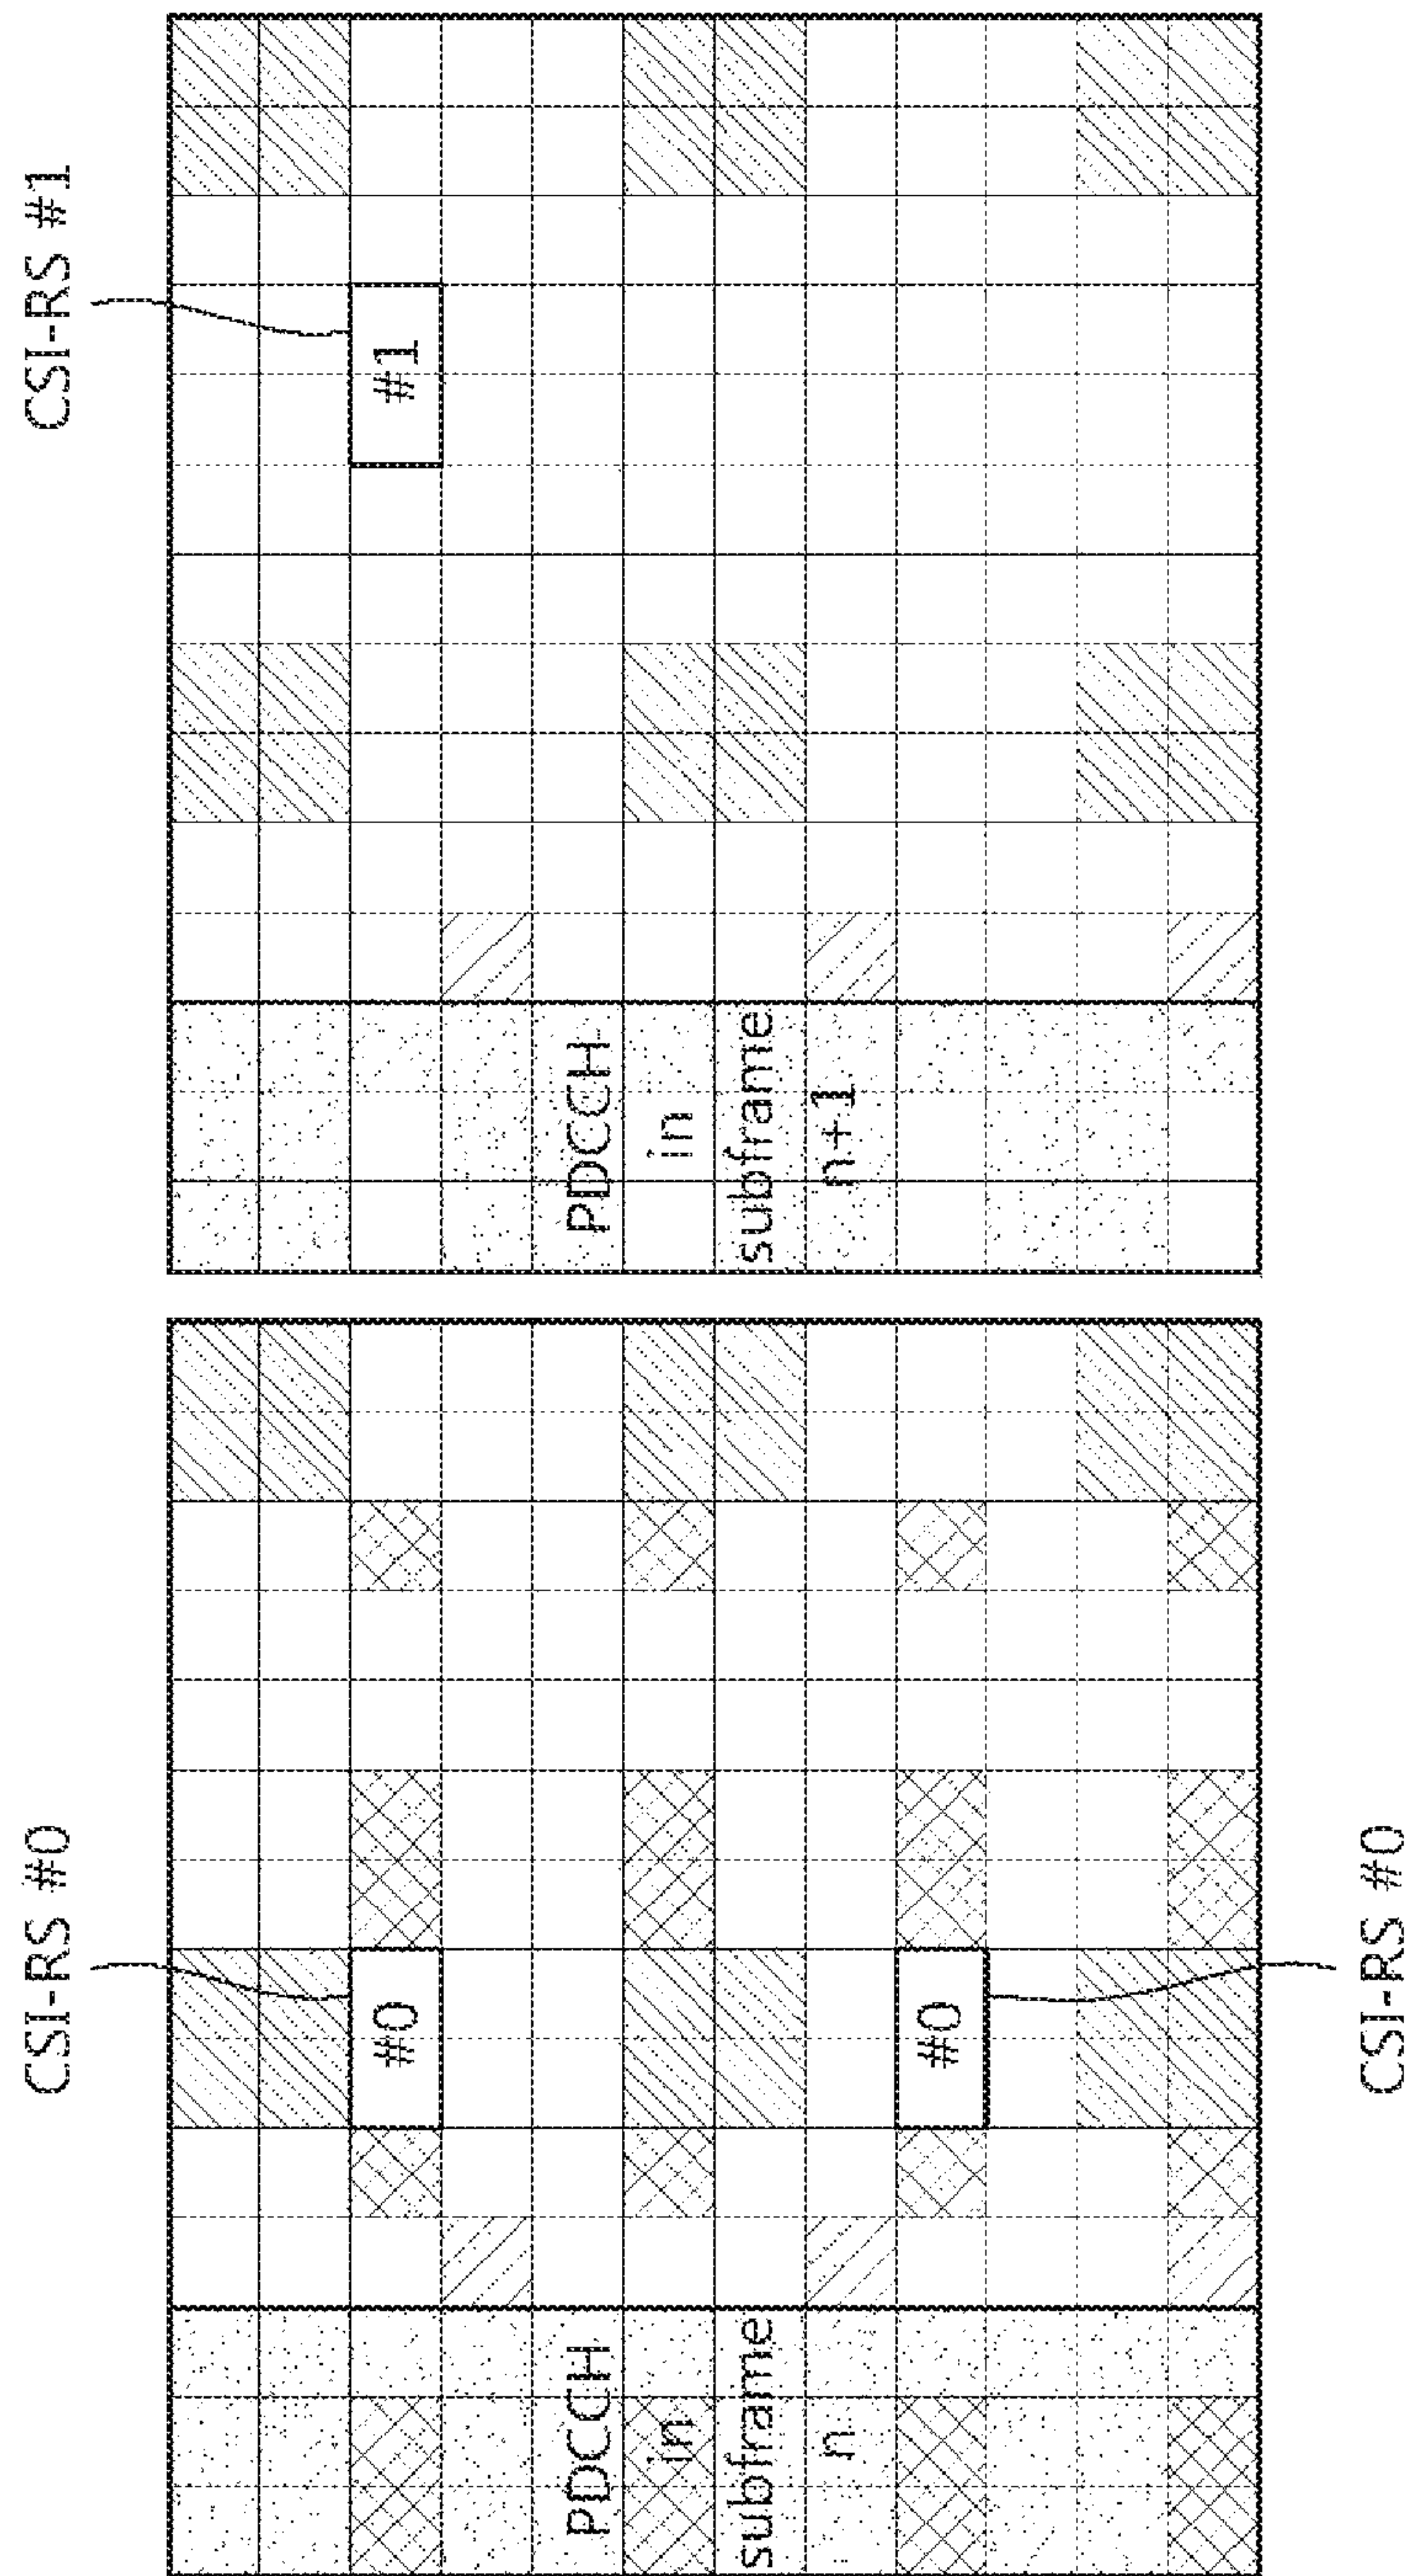 CSI-RS #0
CSI-RS #1
PDCCH
in
subframe
n
#0
#0
PDCCH
in
subframe
n+1
#1
CSI-RS #0